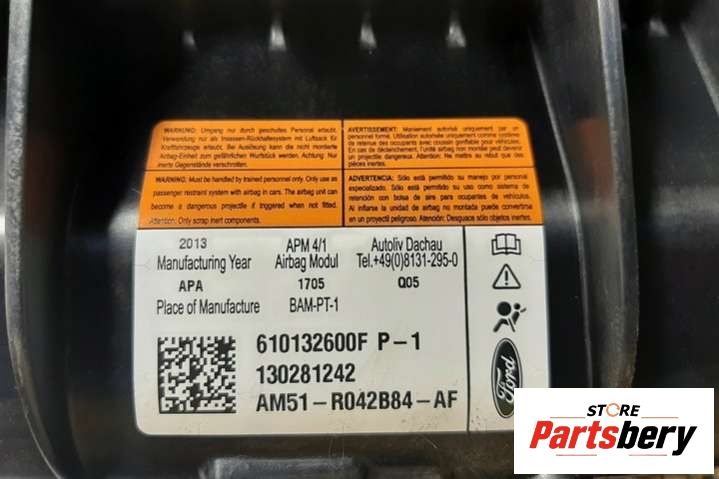 WARNUNG: Umgang nur durch geschultes Personal erlaubt.
Verwendung nur als Insassen-Rückhaltesystem mit Luftsack für
Kraftfahrzeuge erlaubt. Bei Auslösung kann die nicht montierte
Airbag-Einheit zum gefährlichen Wurfstück werden. Achtung: Nur
Inerte Gegenstände verschrotten.
AVERTISSEMENT: Maniement autorisé uniquement par un
personnel formé. Utilisation autorisée uniquement comme système
de retenue des occupants avec coussin gonflable pour véhicules.
En cas de déclenchement, l'unité airbag non montée peut devenir
un projectile dangereux. Attention: Ne mettre au rebut que des
pièces inertes.
WARNING: Must be handled by trained personnel only. Only use as
passenger restraint system with airbag in cars. The airbag unit can
become a dangerous projectile if triggered when not fitted.
Attention: Only scrap inert components.
ADVERTENCIA: Sólo está permitido su manejo por personal
especializado. Sólo está permitido su uso como sistema de
retención con bolsa de aire para ocupantes de vehículos.
Al inflarse la unidad de airbag no montada puede convertirse
en un proyectil peligroso. Atención: Desguace sólo objetos inertes.
2013 APM 4/1 Autoliv Dachau
Manufacturing Year Airbag Modul Tel.+49(0)8131-295-0
APA 1705 Q05
Place of Manufacture BAM-PT-1
610132600F P-1
130281242
AM51-R042B84-AF
Ford
STORE
Partsbery